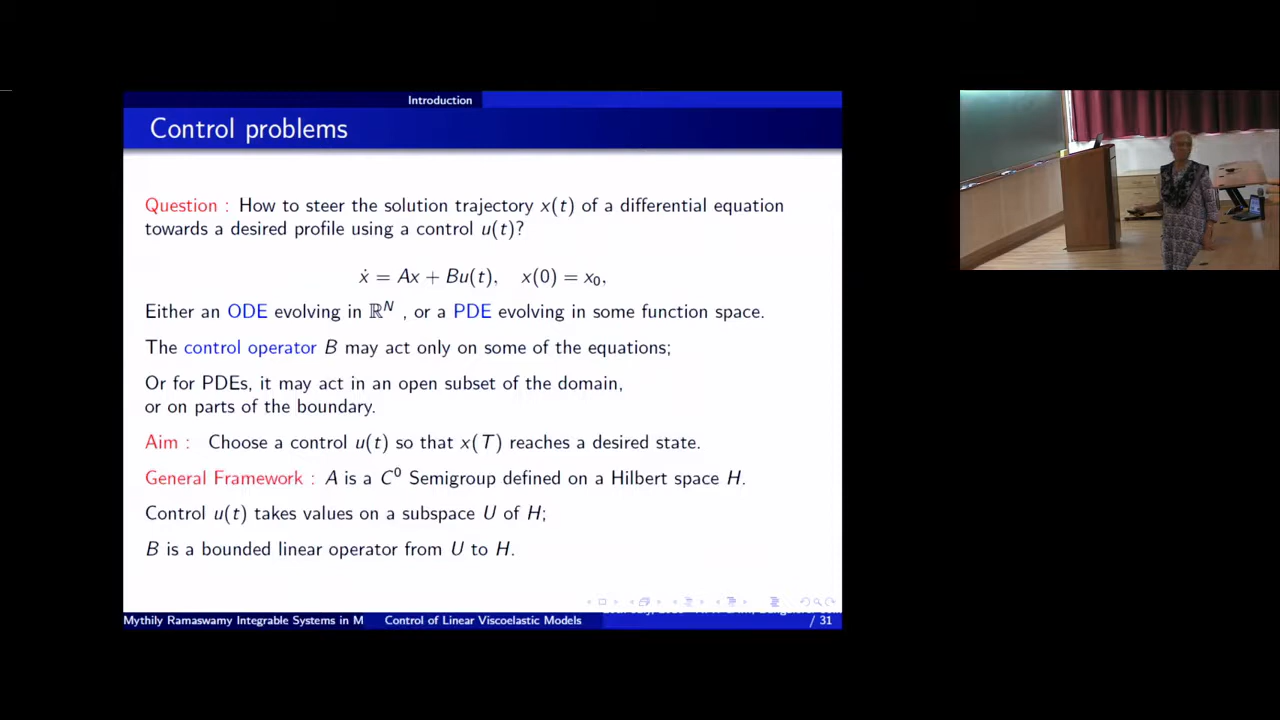 Introduction
Control problems
Question : How to steer the solution trajectory x(t) of a differential equation
towards a desired profile using a control u(t)?
ẋ = Ax + Bu(t), x(0) = x₀,
Either an ODE evolving in ℝᴺ , or a PDE evolving in some function space.
The control operator B may act only on some of the equations;
Or for PDEs, it may act in an open subset of the domain,
or on parts of the boundary.
Aim : Choose a control u(t) so that x(T) reaches a desired state.
General Framework : A is a C⁰ Semigroup defined on a Hilbert space H.
Control u(t) takes values on a subspace U of H;
B is a bounded linear operator from U to H.
Mythily Ramaswamy Integrable Systems in M Control of Linear Viscoelastic Models / 31